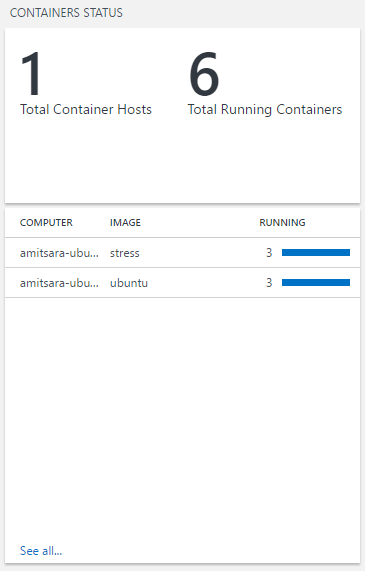 CONTAINERS STATUS
1 6
Total Container Hosts Total Running Containers
COMPUTER IMAGE RUNNING
amitsara-ubu... stress 3
amitsara-ubu... ubuntu 3
See all...